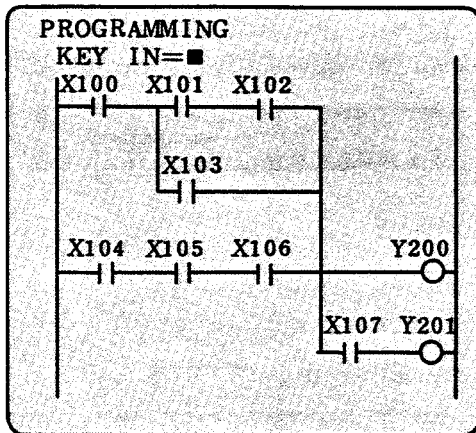 PROGRAMMING
KEY IN=■
X100 X101 X102
X103
X104 X105 X106 Y200
X107 Y201